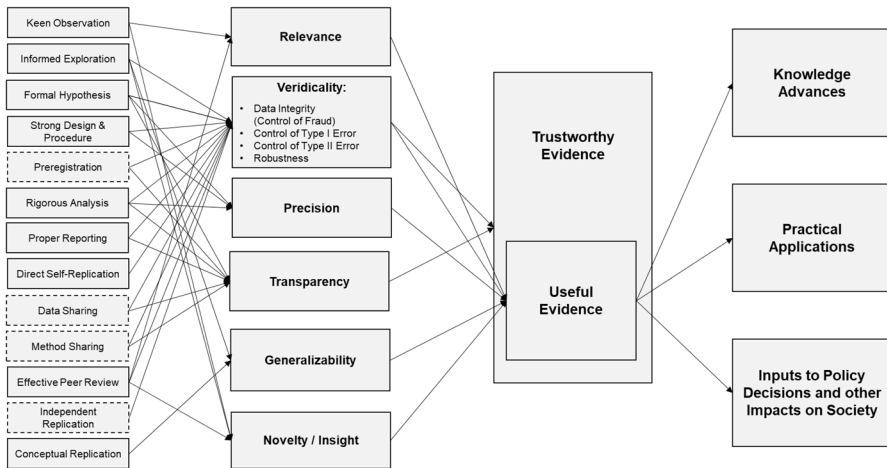 Keen Observation
Informed Exploration
Formal Hypothesis
Strong Design &
Procedure
Preregistration
Rigorous Analysis
Proper Reporting
Direct Self-Replication
Data Sharing
Method Sharing
Effective Peer Review
Independent
Replication
Conceptual Replication
Relevance
Veridicality:
• Data Integrity
(Control of Fraud)
• Control of Type I Error
• Control of Type II Error
• Robustness
Precision
Transparency
Generalizability
Novelty / Insight
Trustworthy
Evidence
Useful
Evidence
Knowledge
Advances
Practical
Applications
Inputs to Policy
Decisions and other
Impacts on Society